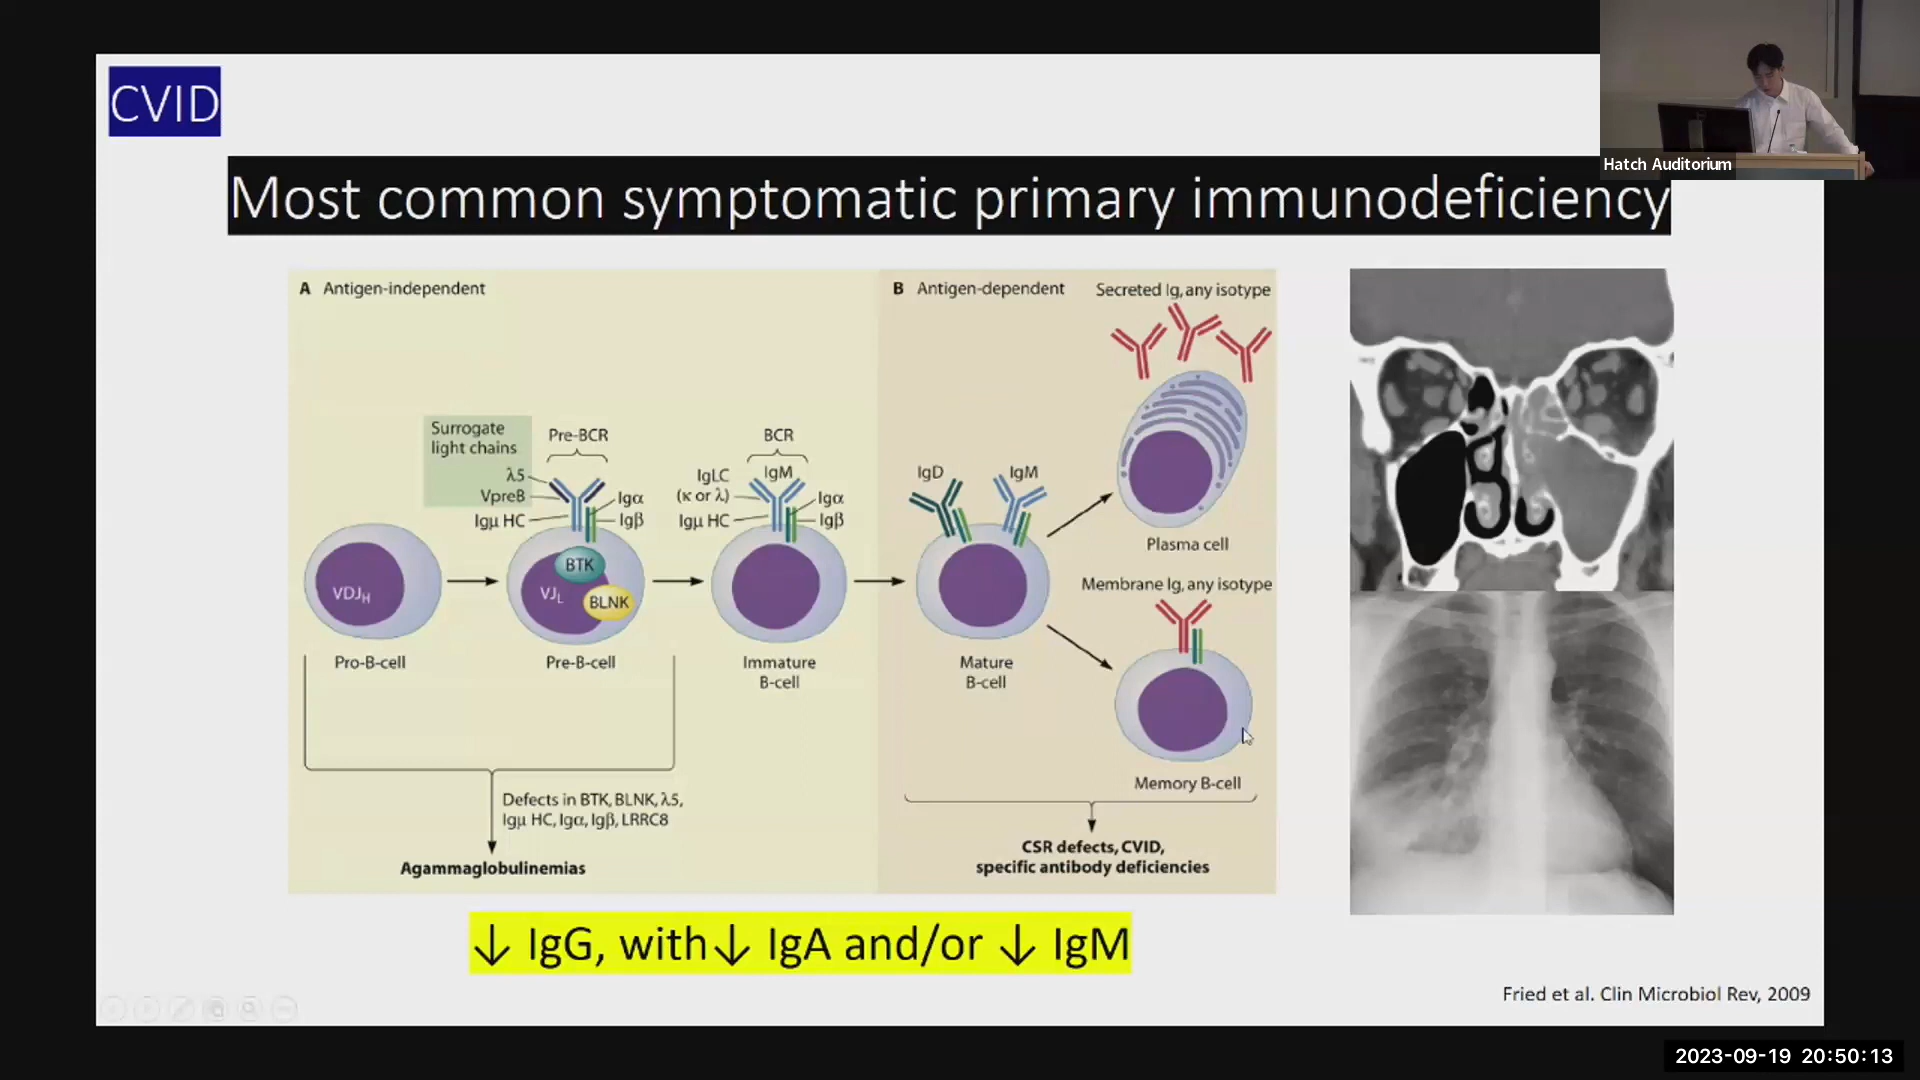 CVID
Hatch Auditorium
Most common symptomatic primary immunodeficiency
A Antigen-independent
Surrogate
light chains
λ5
VpreB
Igμ HC
Pre-BCR
Igα
Igβ
BTK
VJL
BLNK
VDJH
BCR
IgLC
(κ or λ)
Igμ HC
IgM
Igα
Igβ
Pro-B-cell
Pre-B-cell
Immature
B-cell
Defects in BTK, BLNK, λ5,
Igμ HC, Igα, Igβ, LRRC8
Agammaglobulinemias
B Antigen-dependent
Secreted Ig, any isotype
IgD
IgM
Plasma cell
Membrane Ig, any isotype
Mature
B-cell
Memory B-cell
CSR defects, CVID,
specific antibody deficiencies
↓ IgG, with ↓ IgA and/or ↓ IgM
Fried et al. Clin Microbiol Rev, 2009
2023-09-19 20:50:13